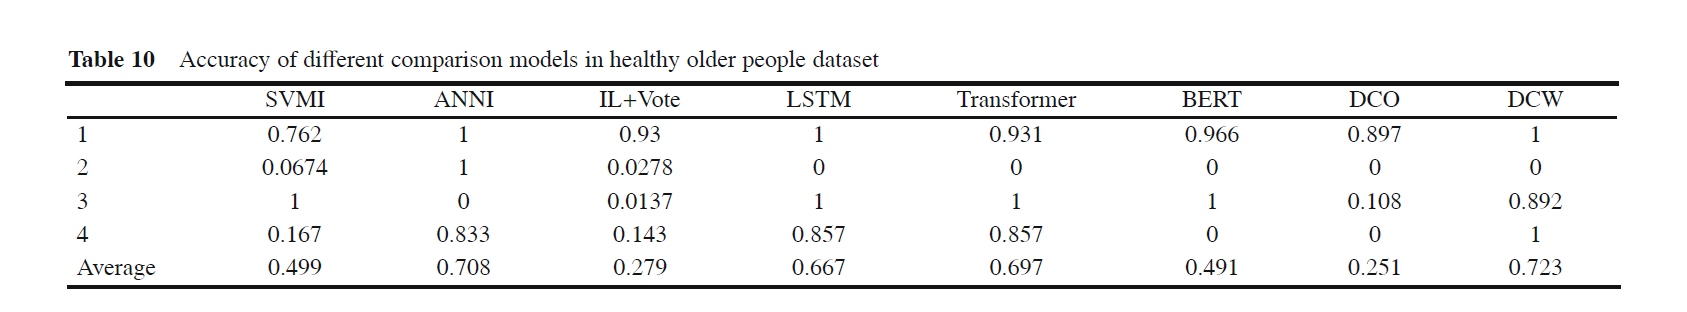 Table 10 Accuracy of different comparison models in healthy older people dataset
SVMI ANNI IL+Vote LSTM Transformer BERT DCO DCW
1 0.762 1 0.93 1 0.931 0.966 0.897 1
2 0.0674 1 0.0278 0 0 0 0 0
3 1 0 0.0137 1 1 1 0.108 0.892
4 0.167 0.833 0.143 0.857 0.857 0 0 1
Average 0.499 0.708 0.279 0.667 0.697 0.491 0.251 0.723